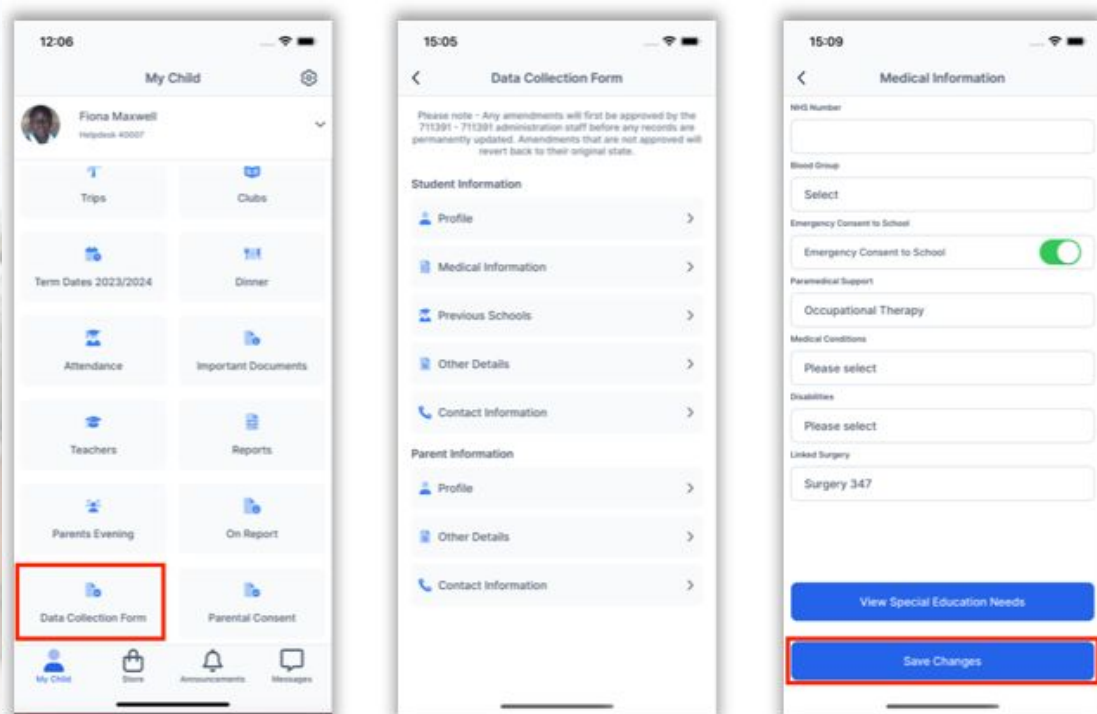 12:06
My Child
Fiona Maxwell
Helpdesk 40007
Trips
Clubs
Term Dates 2023/2024
Dinner
Attendance
Important Documents
Teachers
Reports
Parents Evening
On Report
Data Collection Form
Parental Consent
My Child
Store
Announcements
Messages
15:05
Data Collection Form
Please note - Any amendments will first be approved by the
711391 - 711391 administration staff before any records are
permanently updated. Amendments that are not approved will
revert back to their original state.
Student Information
Profile
Medical Information
Previous Schools
Other Details
Contact Information
Parent Information
Profile
Other Details
Contact Information
15:09
Medical Information
NHS Number
Blood Group
Select
Emergency Consent to School
Emergency Consent to School
Paramedical Support
Occupational Therapy
Medical Conditions
Please select
Disabilities
Please select
Linked Surgery
Surgery 347
View Special Education Needs
Save Changes